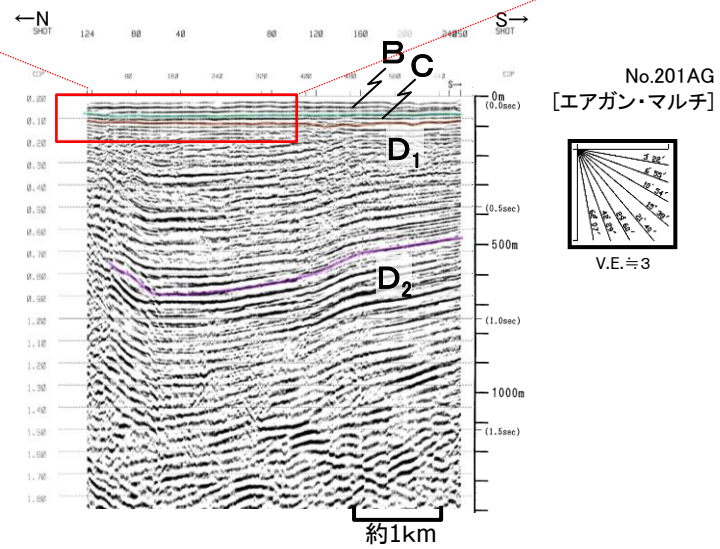 ←N
S→
SHOT 124 80 40 80 120 160 200 24050 SHOT
B
C
CDP 80 160 240 320 400 480 CDP
S→
No.201AG
[エアガン・マルチ]
0m
(0.0sec)
0.00
0.10
0.20
0.30
0.40
0.50
0.60
0.70
0.80
0.90
1.00
1.10
1.20
1.30
1.40
1.50
1.60
1.70
1.80
D1
(0.5sec)
500m
D2
(1.0sec)
1000m
(1.5sec)
V.E.≒3
約1km